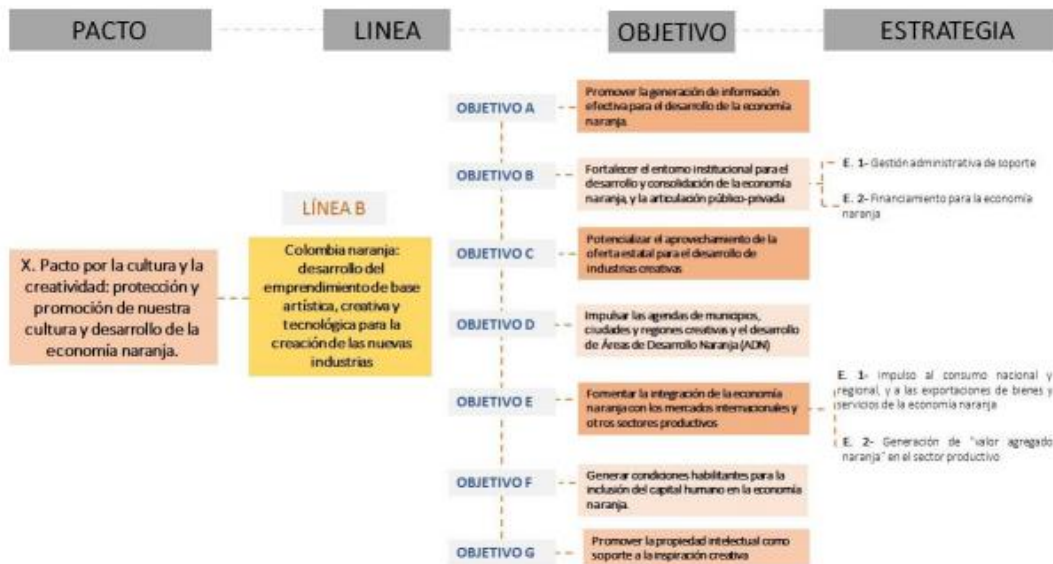 PACTO
LINEA
OBJETIVO
ESTRATEGIA
X. Pacto por la cultura y la
creatividad: protección y
promoción de nuestra
cultura y desarrollo de la
economía naranja.
LÍNEA B
Colombia naranja:
desarrollo del
emprendimiento de base
artística, creativa y
tecnológica para la
creación de las nuevas
industrias
OBJETIVO A
Promover la generación de información
efectiva para el desarrollo de la economía
naranja.
OBJETIVO B
Fortalecer el entorno institucional para el
desarrollo y consolidación de la economía
naranja, y la articulación público-privada
E. 1- Gestión administrativa de soporte
E. 2- Financiamiento para la economía
naranja
OBJETIVO C
Potencializar el aprovechamiento de la
oferta estatal para el desarrollo de
industrias creativas
OBJETIVO D
Impulsar las agendas de municipios,
ciudades y regiones creativas y el desarrollo
de Áreas de Desarrollo Naranja (ADN)
OBJETIVO E
Fomentar la integración de la economía
naranja con los mercados internacionales y
otros sectores productivos
E. 1- Impulso al consumo nacional y
regional, y a las exportaciones de bienes y
servicios de la economía naranja
E. 2- Generación de "valor agregado
naranja" en el sector productivo
OBJETIVO F
Generar condiciones habilitantes para la
inclusión del capital humano en la economía
naranja.
OBJETIVO G
Promover la propiedad intelectual como
soporte a la inspiración creativa